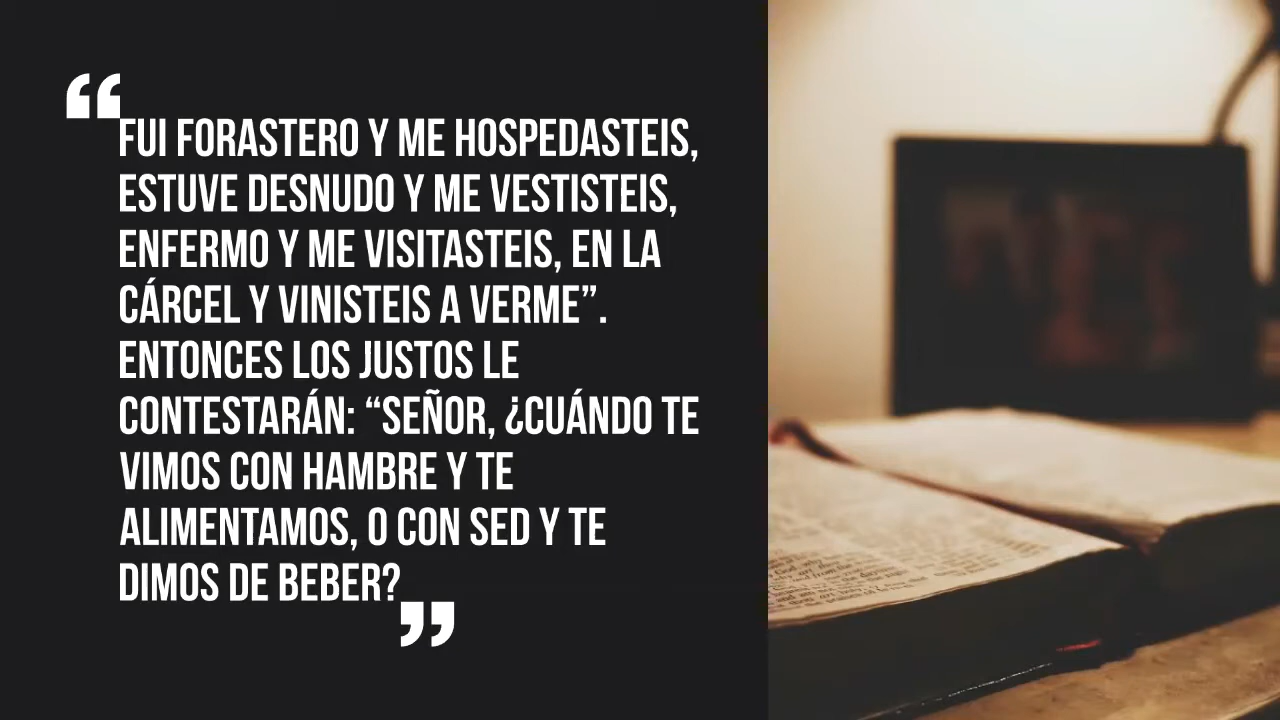 “
FUI FORASTERO Y ME HOSPEDASTEIS,
ESTUVE DESNUDO Y ME VESTISTEIS,
ENFERMO Y ME VISITASTEIS, EN LA
CÁRCEL Y VINISTEIS A VERME”.
ENTONCES LOS JUSTOS LE
CONTESTARÁN: “SEÑOR, ¿CUÁNDO TE
VIMOS CON HAMBRE Y TE
ALIMENTAMOS, O CON SED Y TE
DIMOS DE BEBER?
”